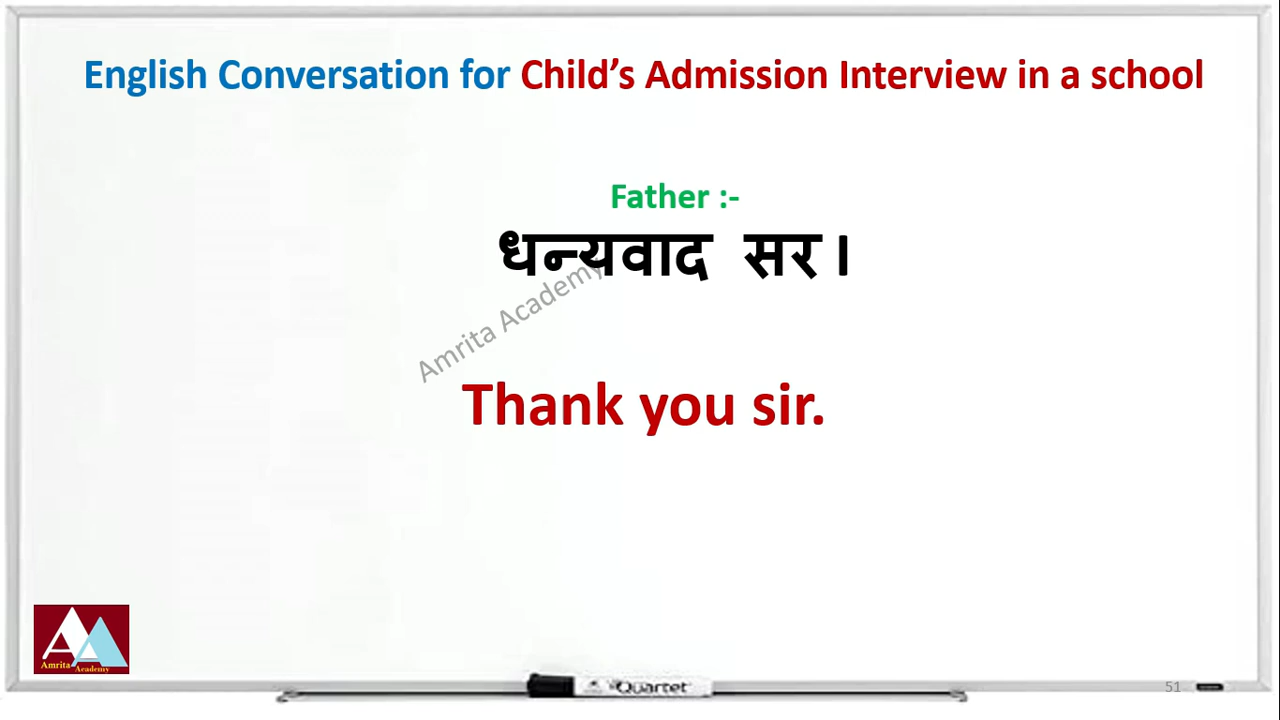 English Conversation for Child’s Admission Interview in a school
Father :-
धन्यवाद सर ।
Amrita Academy
Thank you sir.
Amrita Academy
Quartet
51